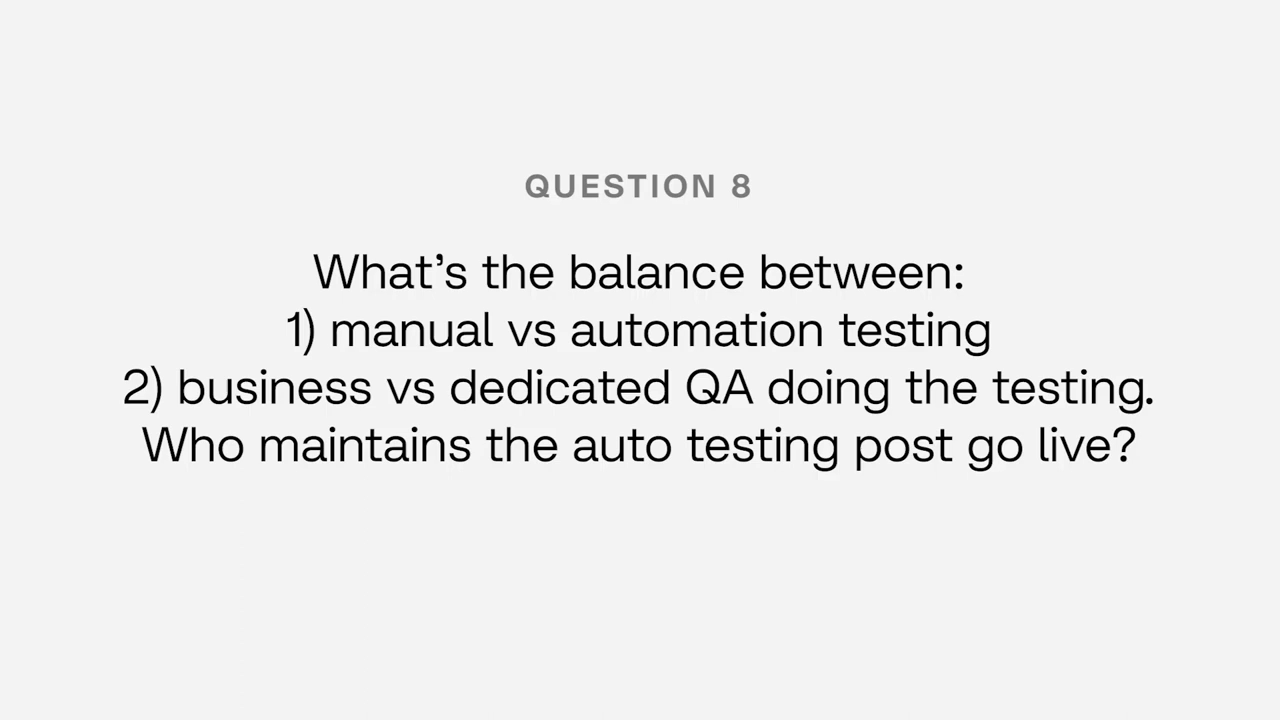 QUESTION 8
What’s the balance between:
1) manual vs automation testing
2) business vs dedicated QA doing the testing.
Who maintains the auto testing post go live?